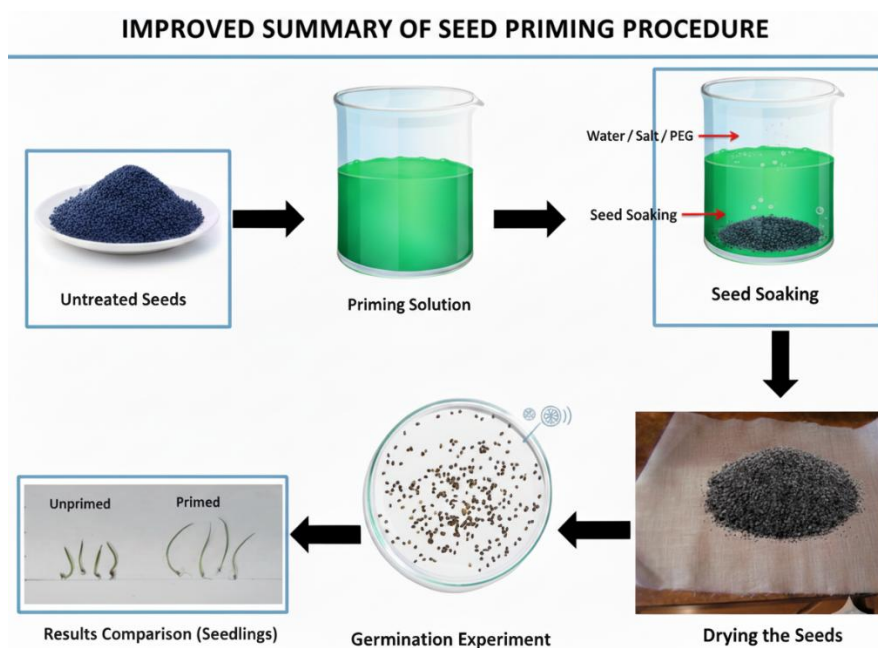 IMPROVED SUMMARY OF SEED PRIMING PROCEDURE
Untreated Seeds
Priming Solution
Water / Salt / PEG
Seed Soaking
Seed Soaking
Drying the Seeds
Germination Experiment
Unprimed
Primed
Results Comparison (Seedlings)